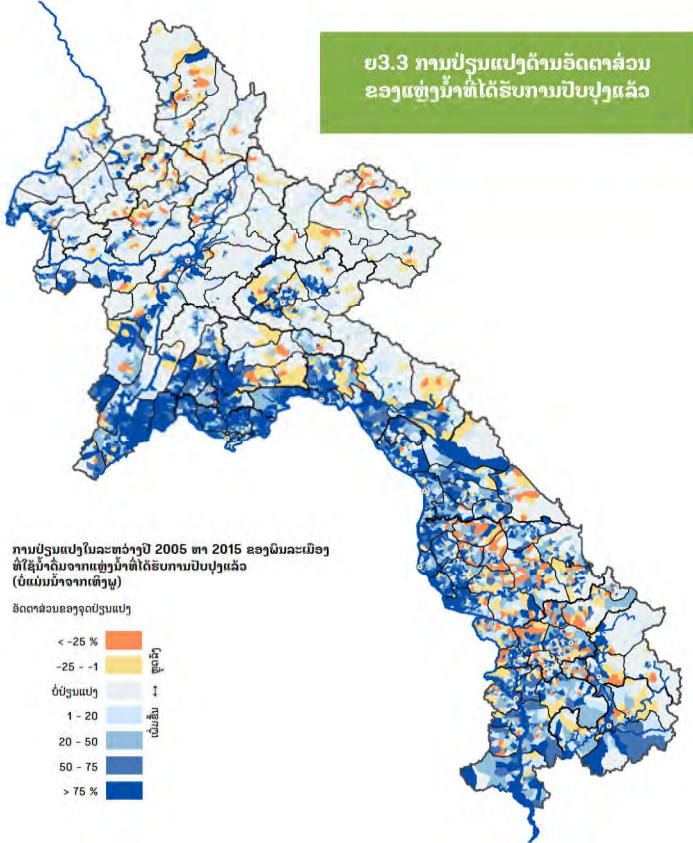 ຍ3.3 ການປ່ຽນແປງດ້ານອັດຕາສ່ວນ
ຂອງແຫຼ່ງນ້ຳທີ່ໄດ້ຮັບການປັບປຸງແລ້ວ
ການປ່ຽນແປງໃນລະຫວ່າງປີ 2005 ຫາ 2015 ຂອງພົນລະເມືອງ
ທີ່ໃຊ້ນ້ຳດື່ມຈາກແຫຼ່ງນ້ຳທີ່ໄດ້ຮັບການປັບປຸງແລ້ວ
(ບໍ່ແມ່ນນ້ຳຈາກເທິງພູ)
ອັດຕາສ່ວນຂອງຈຸດປ່ຽນແປງ
< -25 %
-25 - -1
ບໍ່ປ່ຽນແປງ
1 - 20
20 - 50
50 - 75
> 75 %
ເພີ່ມຂຶ້ນ ↔ ຫຼຸດລົງ